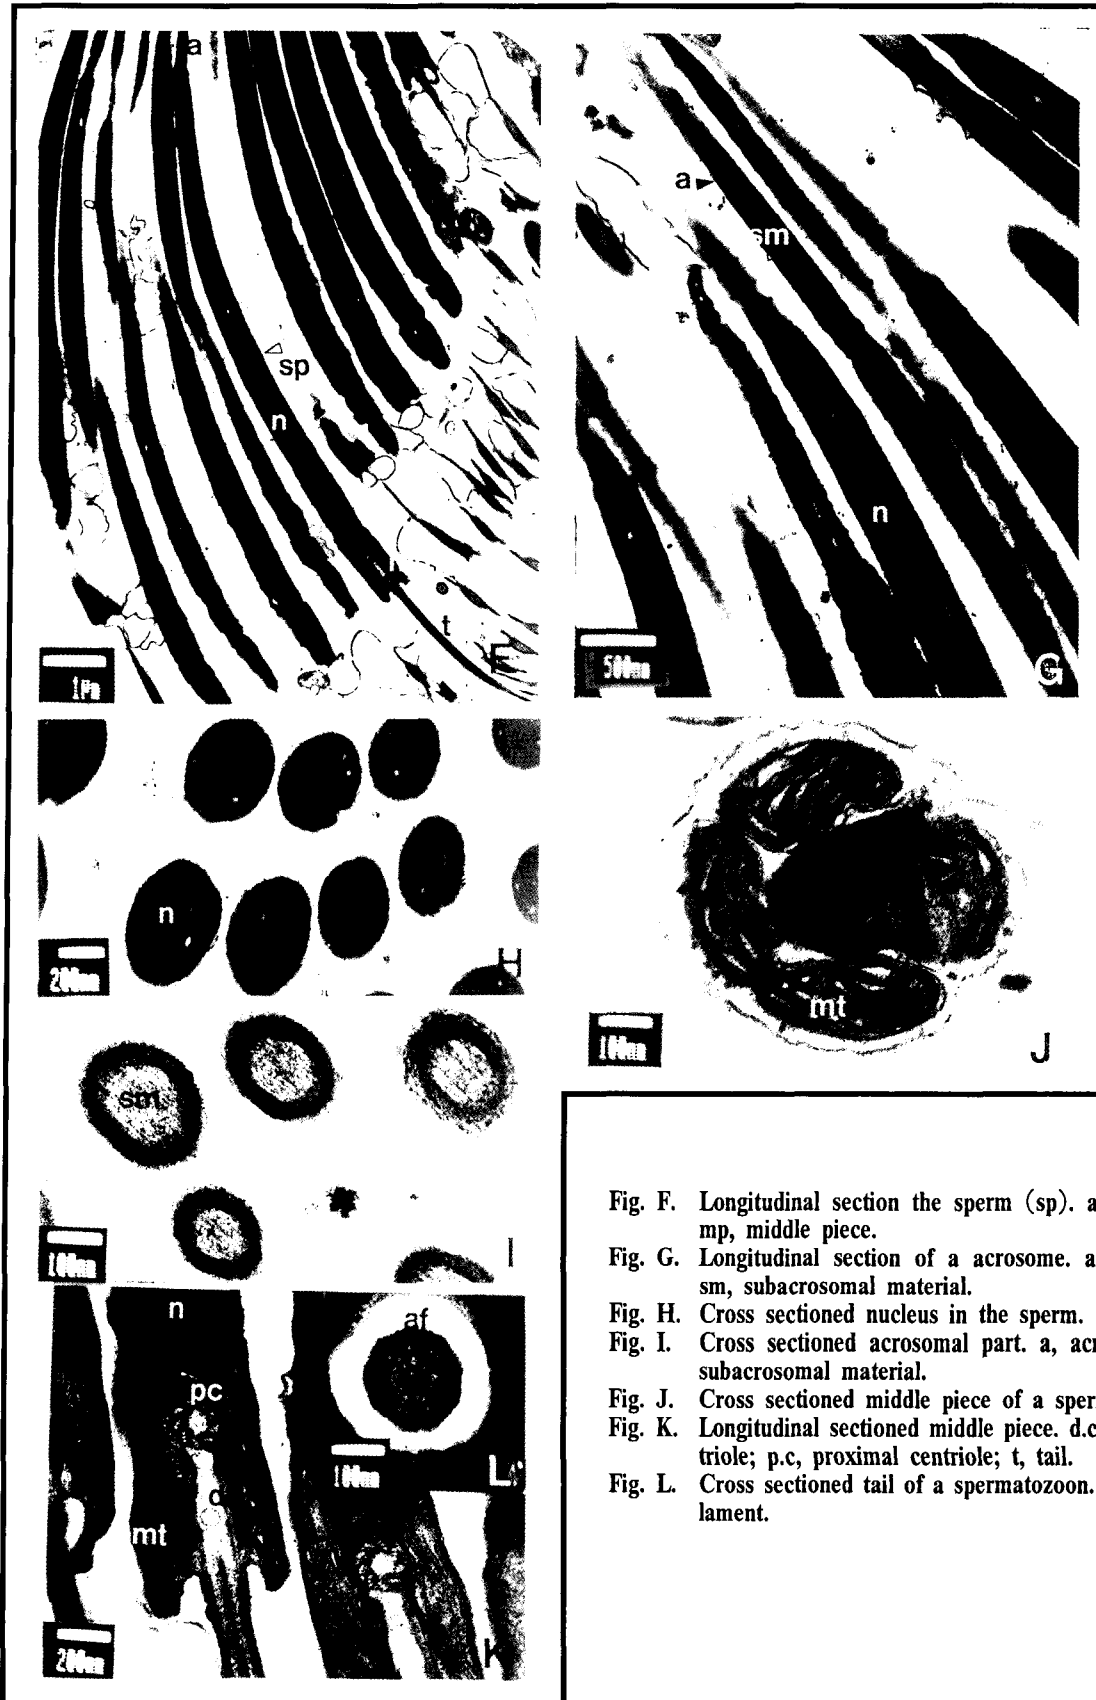 a
sp
n
t
F
1μm
a
sm
n
500nm
G
n
200nm
H
mt
100nm
J
sm
100nm
I
n
pc
mt
200nm
K
af
100nm
L
Fig. F. Longitudinal section the sperm (sp). a
mp, middle piece.
Fig. G. Longitudinal section of a acrosome. a
sm, subacrosomal material.
Fig. H. Cross sectioned nucleus in the sperm.
Fig. I. Cross sectioned acrosomal part. a, acr
subacrosomal material.
Fig. J. Cross sectioned middle piece of a sper
Fig. K. Longitudinal sectioned middle piece. d.c
triole; p.c, proximal centriole; t, tail.
Fig. L. Cross sectioned tail of a spermatozoon.
lament.